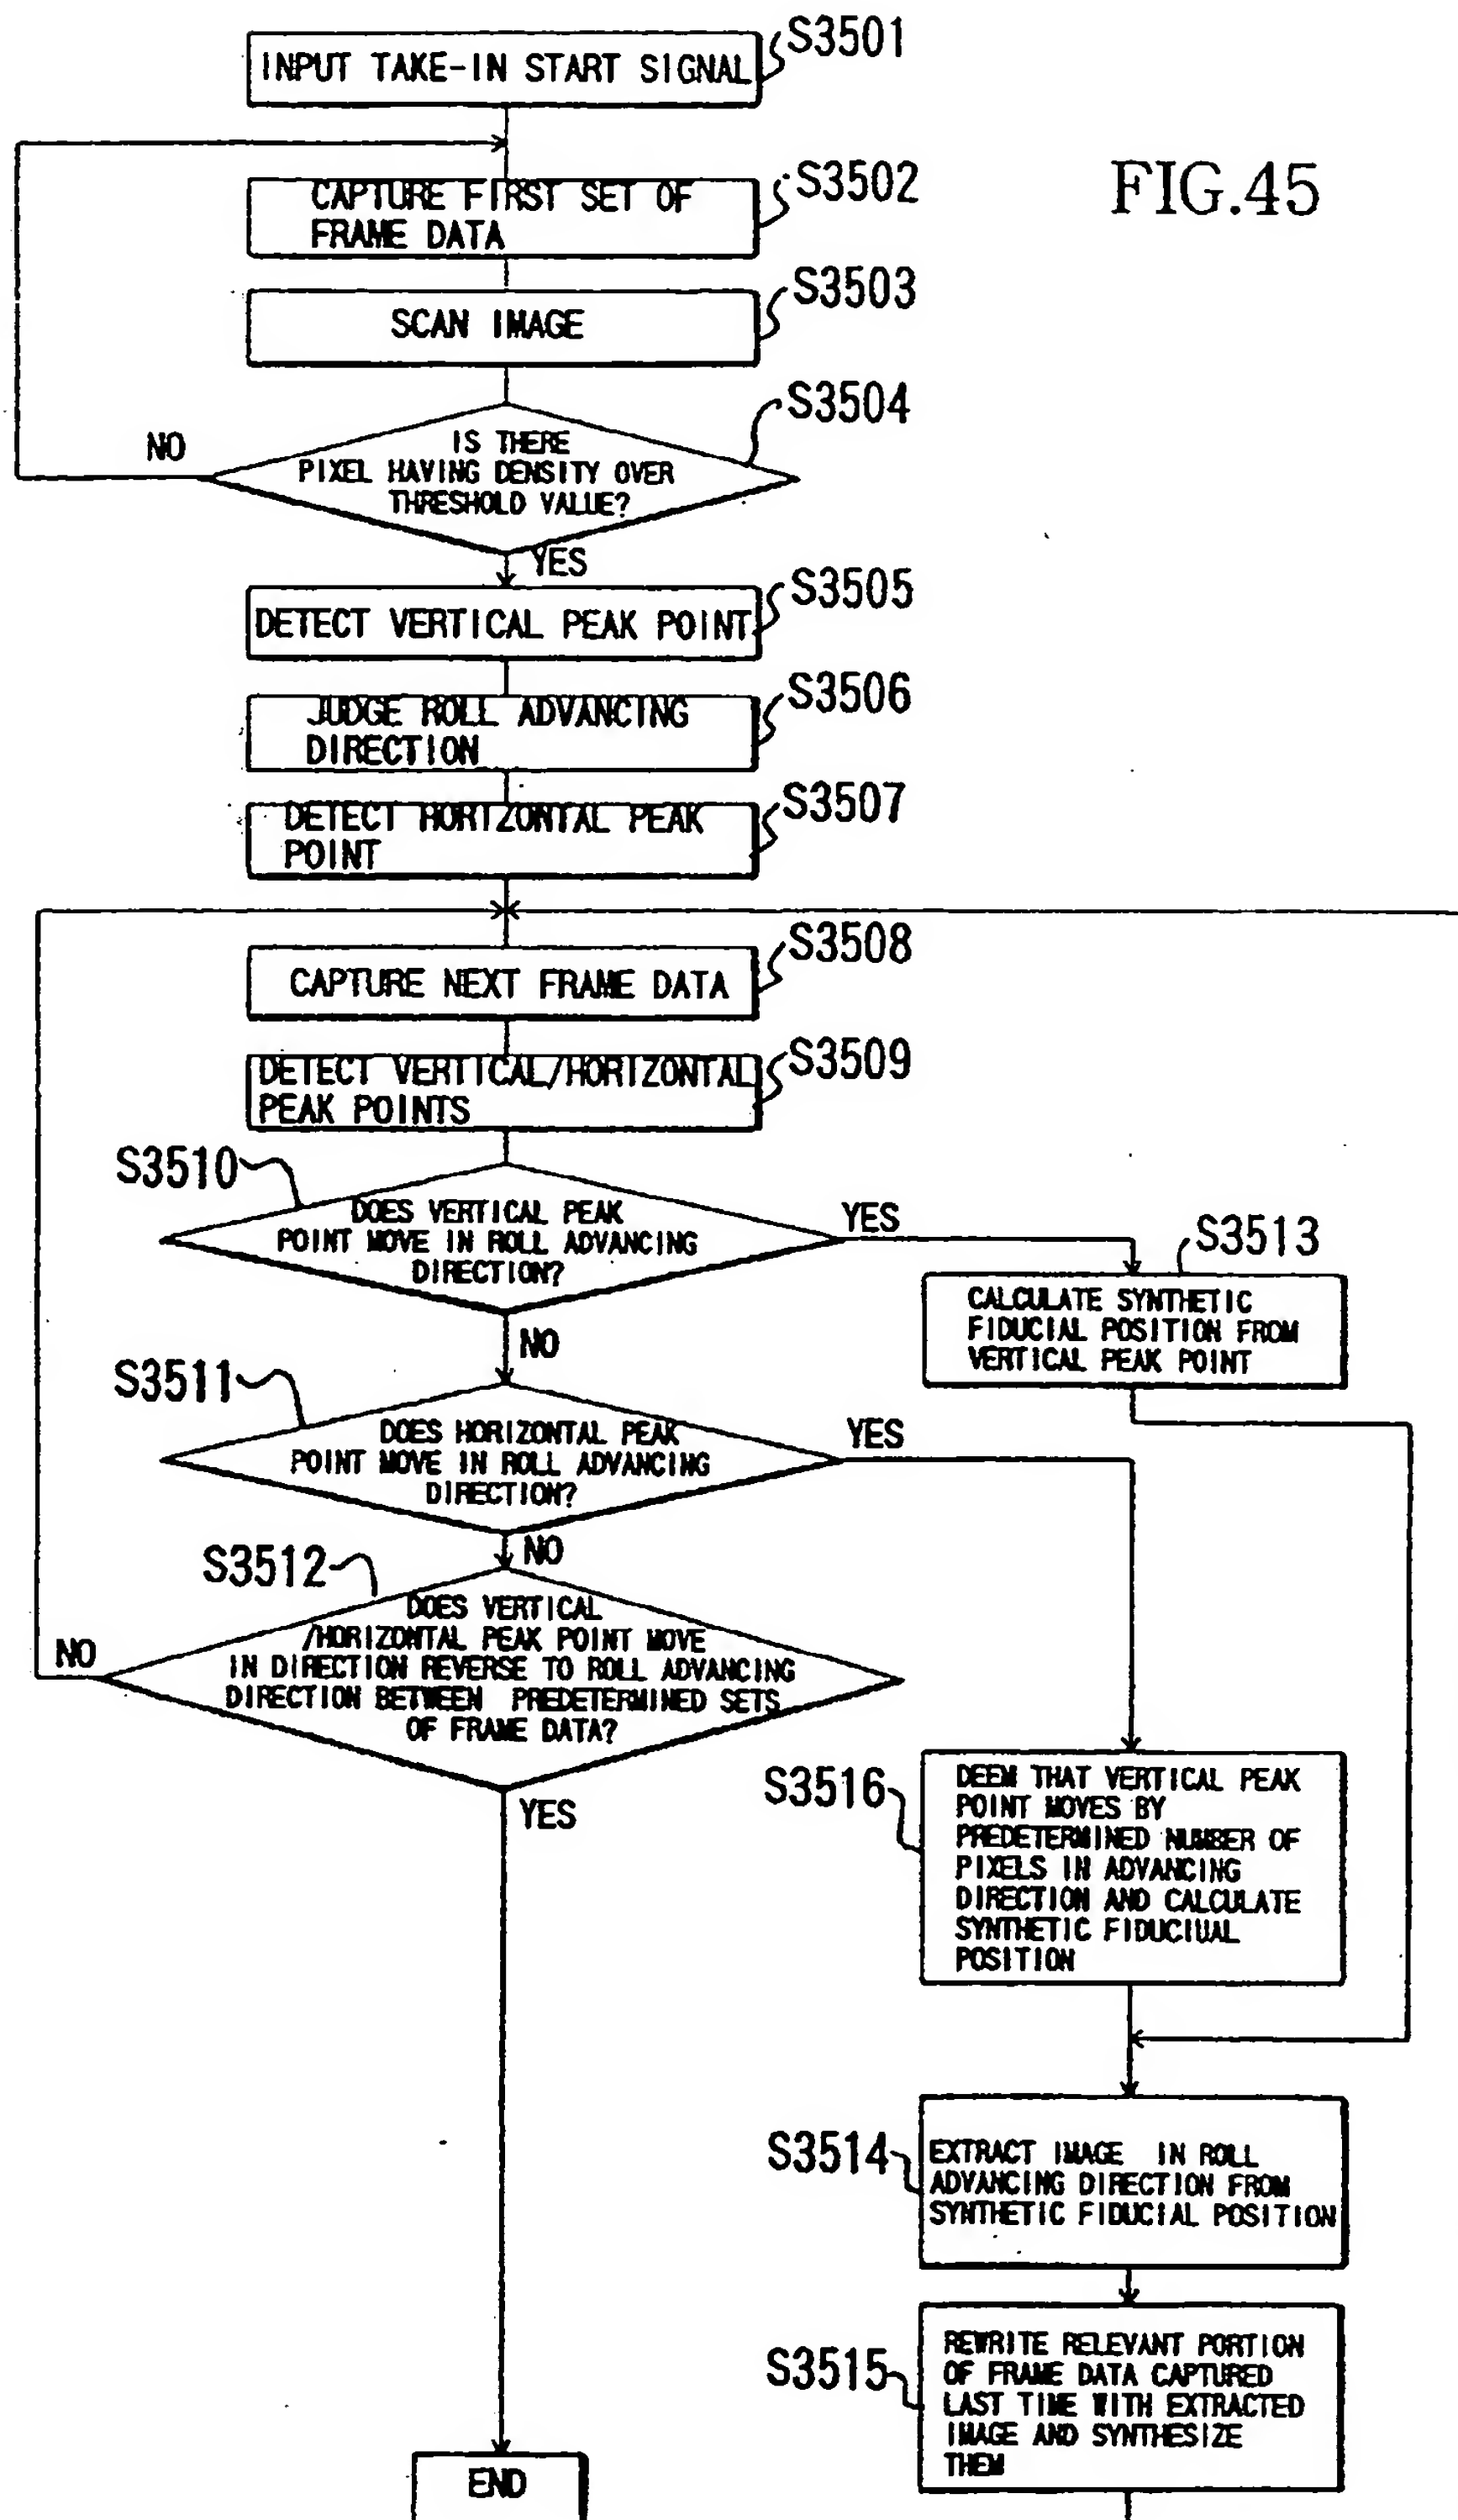 S3501
INPUT TAKE-IN START SIGNAL
FIG.45
S3502
CAPTURE FIRST SET OF
FRAME DATA
S3503
SCAN IMAGE
S3504
NO
IS THERE
PIXEL HAVING DENSITY OVER
THRESHOLD VALUE?
YES
S3505
DETECT VERTICAL PEAK POINT
S3506
JUDGE ROLL ADVANCING
DIRECTION
S3507
DETECT HORIZONTAL PEAK
POINT
S3508
CAPTURE NEXT FRAME DATA
S3509
DETECT VERTICAL/HORIZONTAL
PEAK POINTS
S3510
DOES VERTICAL PEAK
POINT MOVE IN ROLL ADVANCING
DIRECTION?
YES
NO
S3513
CALCULATE SYNTHETIC
FIDUCIAL POSITION FROM
VERTICAL PEAK POINT
S3511
DOES HORIZONTAL PEAK
POINT MOVE IN ROLL ADVANCING
DIRECTION?
YES
NO
S3512
DOES VERTICAL
/HORIZONTAL PEAK POINT MOVE
IN DIRECTION REVERSE TO ROLL ADVANCING
DIRECTION BETWEEN PREDETERMINED SETS
OF FRAME DATA?
NO
YES
S3516
DEEM THAT VERTICAL PEAK
POINT MOVES BY
PREDETERMINED NUMBER OF
PIXELS IN ADVANCING
DIRECTION AND CALCULATE
SYNTHETIC FIDUCIUAL
POSITION
S3514
EXTRACT IMAGE IN ROLL
ADVANCING DIRECTION FROM
SYNTHETIC FIDUCIAL POSITION
S3515
REWRITE RELEVANT PORTION
OF FRAME DATA CAPTURED
LAST TIME WITH EXTRACTED
IMAGE AND SYNTHESIZE
THEM
END